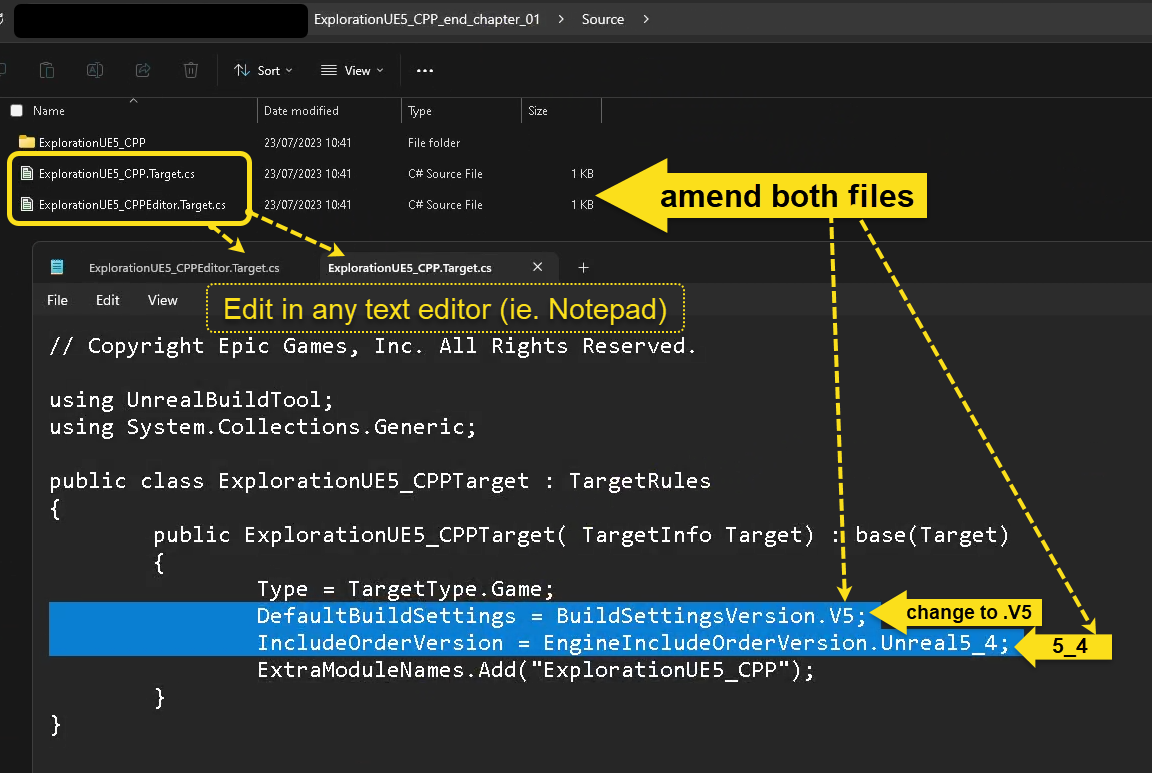 ExplorationUE5_CPP_end_chapter_01 > Source >
Sort View ...
Name Date modified Type Size
ExplorationUE5_CPP 23/07/2023 10:41 File folder
ExplorationUE5_CPP.Target.cs 23/07/2023 10:41 C# Source File 1 KB
ExplorationUE5_CPPEditor.Target.cs 23/07/2023 10:41 C# Source File 1 KB
amend both files
ExplorationUE5_CPPEditor.Target.cs ExplorationUE5_CPP.Target.cs
File Edit View
Edit in any text editor (ie. Notepad)
// Copyright Epic Games, Inc. All Rights Reserved.
using UnrealBuildTool;
using System.Collections.Generic;
public class ExplorationUE5_CPPTarget : TargetRules
{
public ExplorationUE5_CPPTarget( TargetInfo Target) : base(Target)
{
Type = TargetType.Game;
DefaultBuildSettings = BuildSettingsVersion.V5;
change to .V5
IncludeOrderVersion = EngineIncludeOrderVersion.Unreal5_4;
5_4
ExtraModuleNames.Add("ExplorationUE5_CPP");
}
}